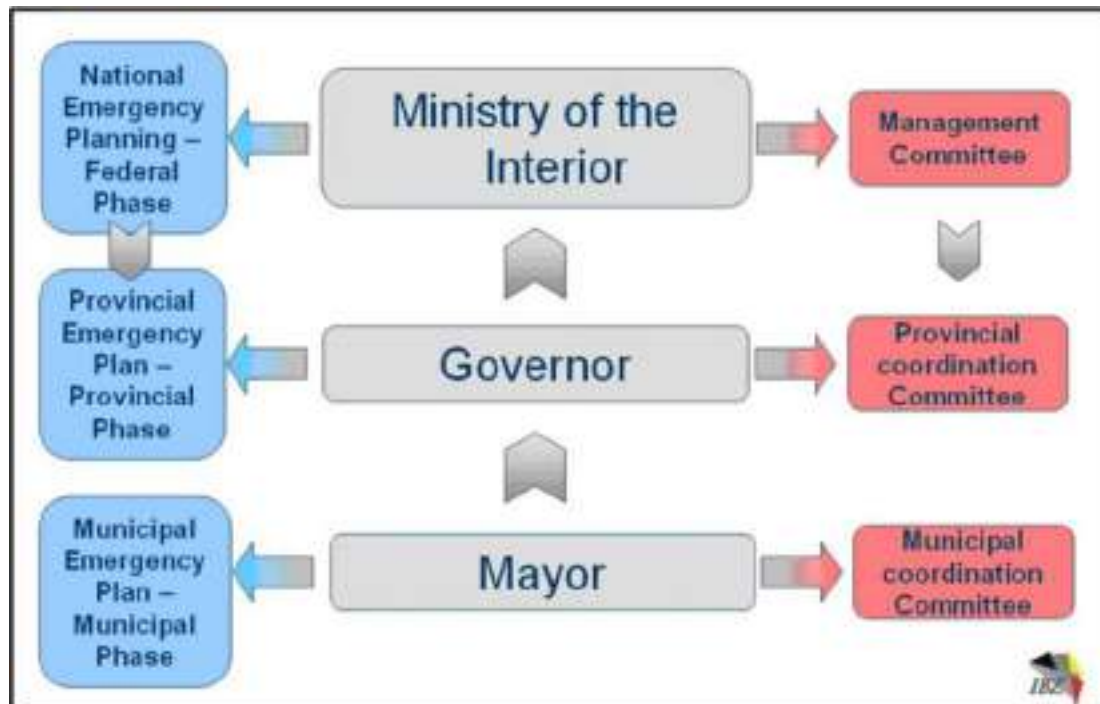 National
Emergency
Planning –
Federal
Phase
Ministry of the
Interior
Management
Committee
Provincial
Emergency
Plan –
Provincial
Phase
Governor
Provincial
coordination
Committee
Municipal
Emergency
Plan –
Municipal
Phase
Mayor
Municipal
coordination
Committee
IBZ